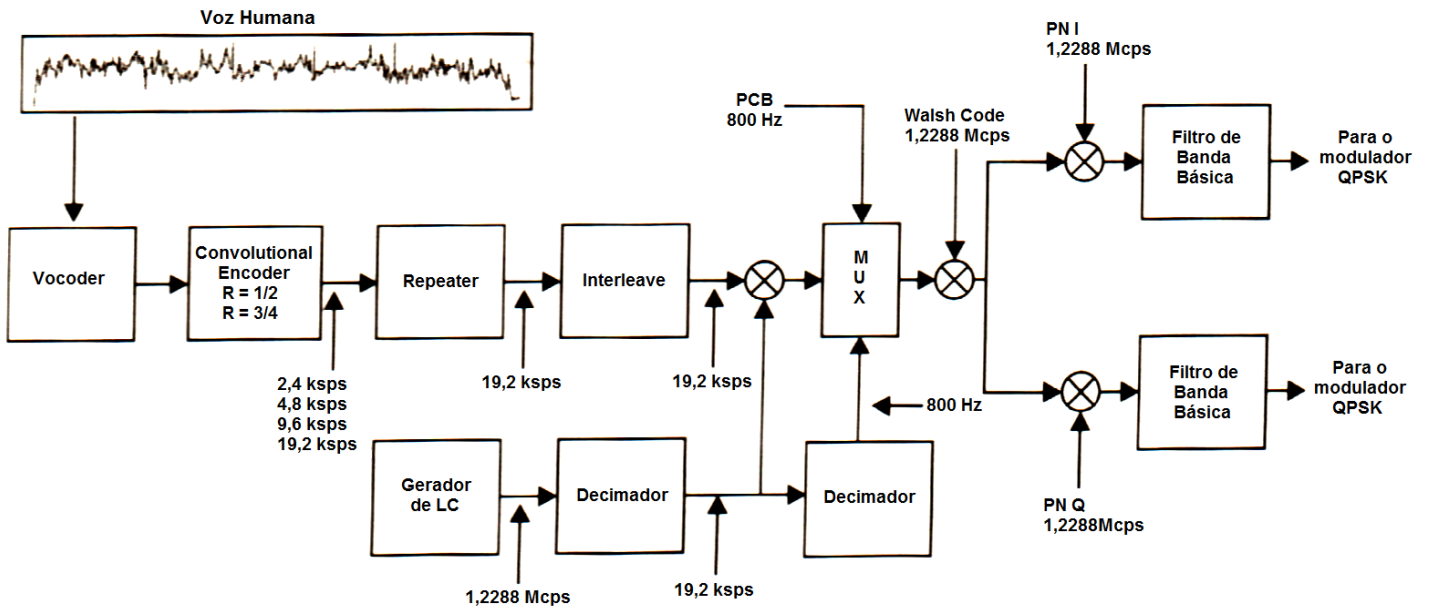 Voz Humana
Vocoder
Convolutional
Encoder
R = 1/2
R = 3/4
2,4 ksps
4,8 ksps
9,6 ksps
19,2 ksps
Repeater
19,2 ksps
Interleave
19,2 ksps
Gerador
de LC
1,2288 Mcps
Decimador
19,2 ksps
Decimador
800 Hz
PCB
800 Hz
M
U
X
Walsh Code
1,2288 Mcps
PN I
1,2288 Mcps
Filtro de
Banda
Básica
Para o
modulador
QPSK
PN Q
1,2288Mcps
Filtro de
Banda
Básica
Para o
modulador
QPSK